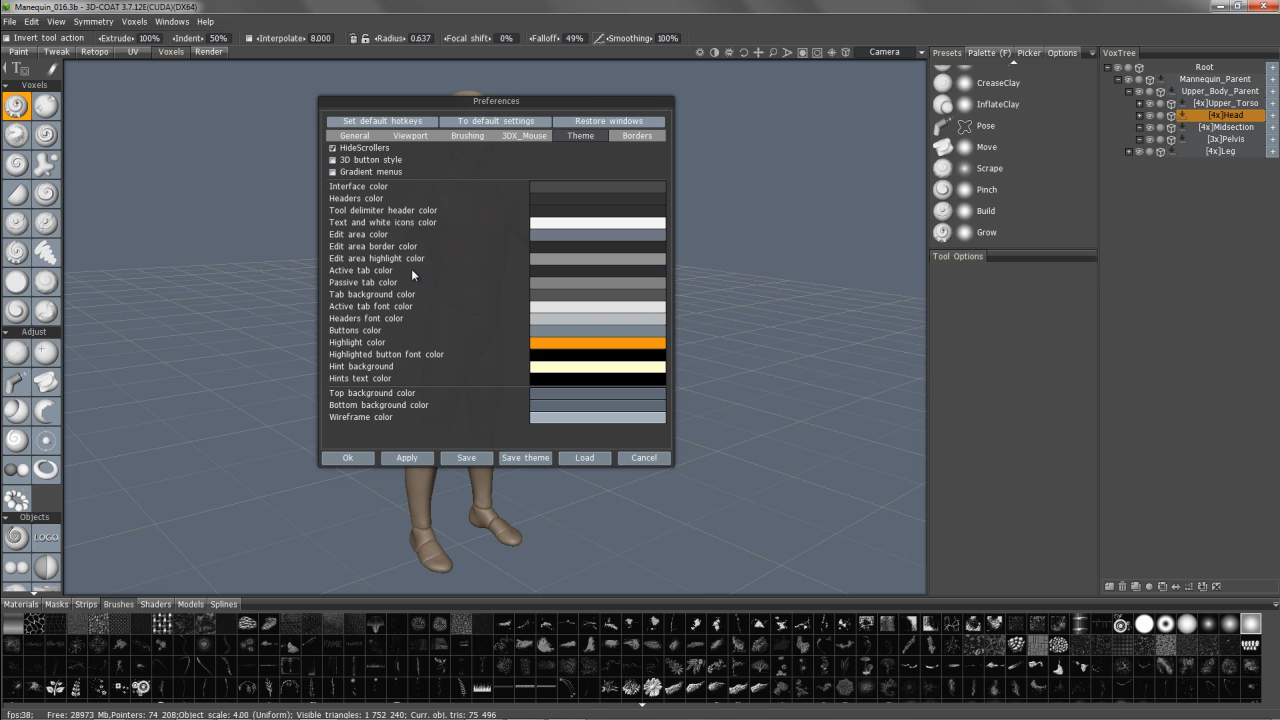 Mannequin_016.3b - 3D-COAT 3.7.12E(CUDA)(DX64)
File Edit View Symmetry Voxels Windows Help
Invert tool action Extrude: 100% Indent: 50% Interpolate: 8.000 Radius: 0.637 Focal shift: 0% Falloff: 49% Smoothing: 100%
Paint Tweak Retopo UV Voxels Render Camera
Presets Palette (F) Picker Options
VoxTree
Voxels
Adjust
Objects
LOGO
Preferences
Set default hotkeys To default settings Restore windows
General Viewport Brushing 3DX_Mouse Theme Borders
HideScrollers
3D button style
Gradient menus
Interface color
Headers color
Tool delimiter header color
Text and white icons color
Edit area color
Edit area border color
Edit area highlight color
Active tab color
Passive tab color
Tab background color
Active tab font color
Headers font color
Buttons color
Highlight color
Highlighted button font color
Hint background
Hints text color
Top background color
Bottom background color
Wireframe color
Ok Apply Save Save theme Load Cancel
CreaseClay
InflateClay
Pose
Move
Scrape
Pinch
Build
Grow
Tool Options
Root
Mannequin_Parent
Upper_Body_Parent
[4x]Upper_Torso
[4x]Head
[4x]Midsection
[3x]Pelvis
[4x]Leg
Materials Masks Strips Brushes Shaders Models Splines
fps:38; Free: 28973 Mb,Pointers: 74 208;Object scale: 4.00 (Uniform); Visible triangles: 1 752 240; Curr. obj. tris: 75 496